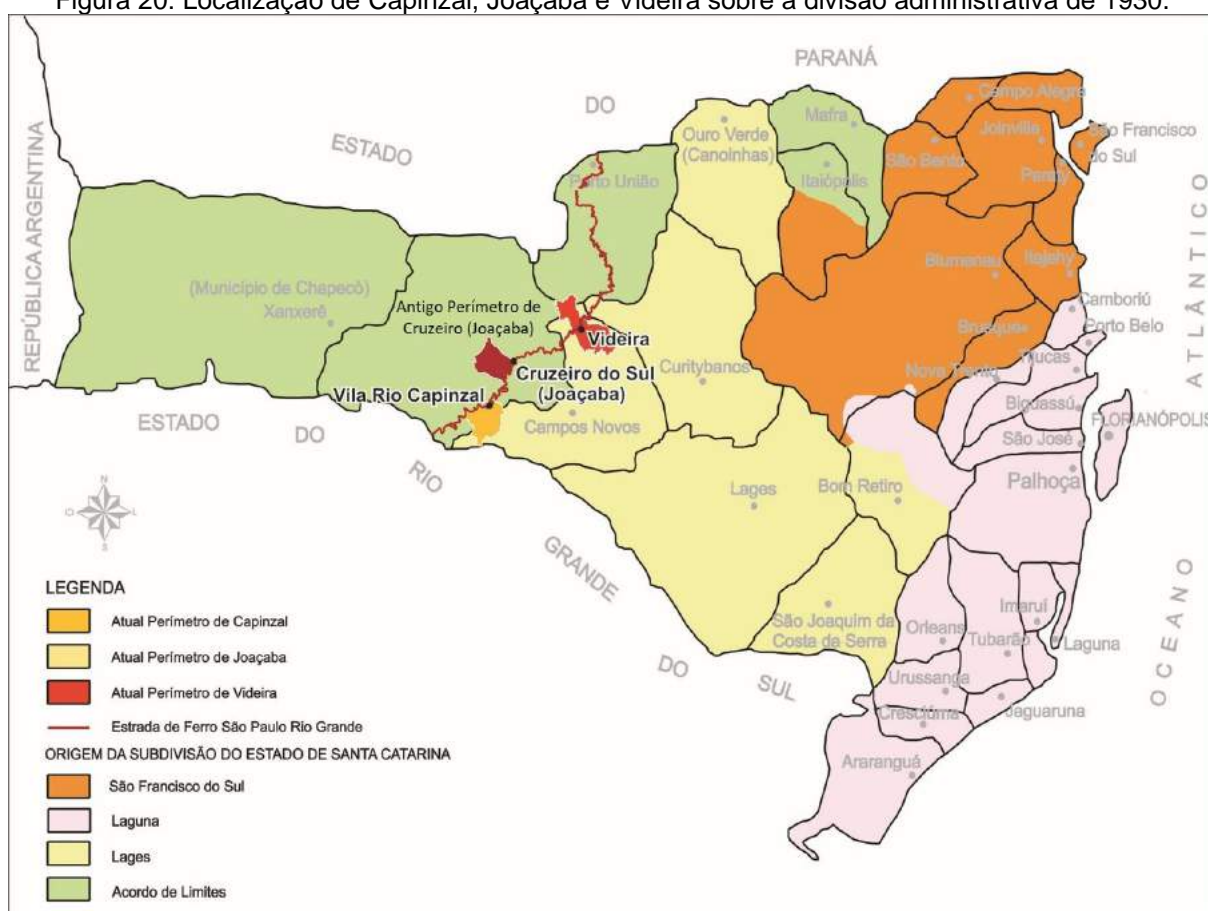 Figura 20: Localização de Capinzal, Joaçaba e Videira sobre a divisão administrativa de 1930.
PARANÁ
DO
ESTADO
REPÚBLICA ARGENTINA
Campo Alegre
Mafra
Ouro Verde
(Canoinhas)
Joinville
São Francisco
do Sul
São Bento
Porto União
Itaiópolis
Paraty
Blumenau
Itajahy
(Município de Chapecó)
Xanxerê
Antigo Perímetro de
Cruzeiro (Joaçaba)
Camboriú
Porto Belo
Brusque
Videira
Tijucas
Nova Trento
Curitybanos
Cruzeiro do Sul
(Joaçaba)
Vila Rio Capinzal
Biguassú
FLORIANÓPOLIS
São José
Campos Novos
ESTADO
DO
RIO
GRANDE
DO
SUL
Palhoça
Lages
Bom Retiro
ATLÂNTICO
OCEANO
N
O
L
S
São Joaquim da
Costa da Serra
Imaruí
Orleans
Tubarão
Laguna
Urussanga
Jaguaruna
Cresciúma
Araranguá
LEGENDA
Atual Perímetro de Capinzal
Atual Perímetro de Joaçaba
Atual Perímetro de Videira
Estrada de Ferro São Paulo Rio Grande
ORIGEM DA SUBDIVISÃO DO ESTADO DE SANTA CATARINA
São Francisco do Sul
Laguna
Lages
Acordo de Limites